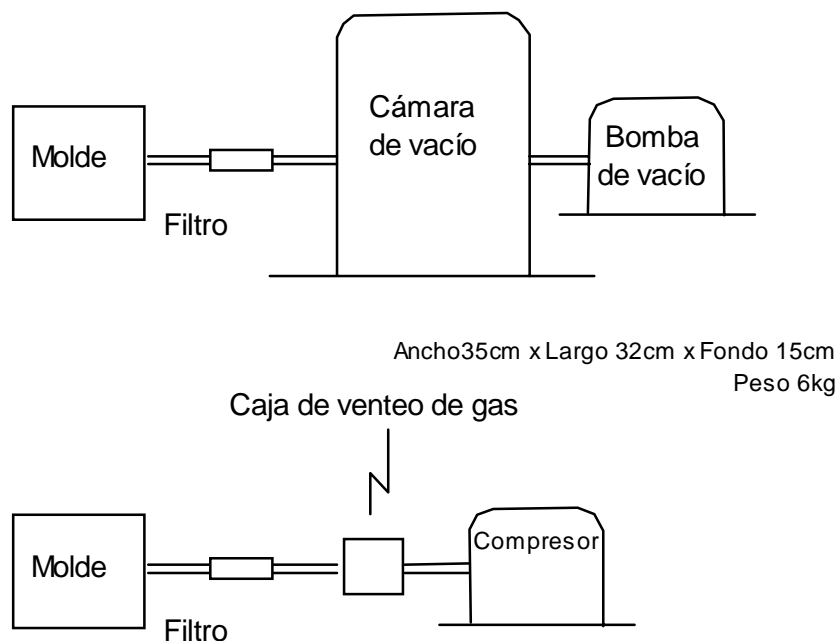 Molde
Filtro
Cámara
de vacío
Bomba
de vacío
Ancho35cm x Largo 32cm x Fondo 15cm
Peso 6kg
Caja de venteo de gas
Molde
Filtro
Compresor